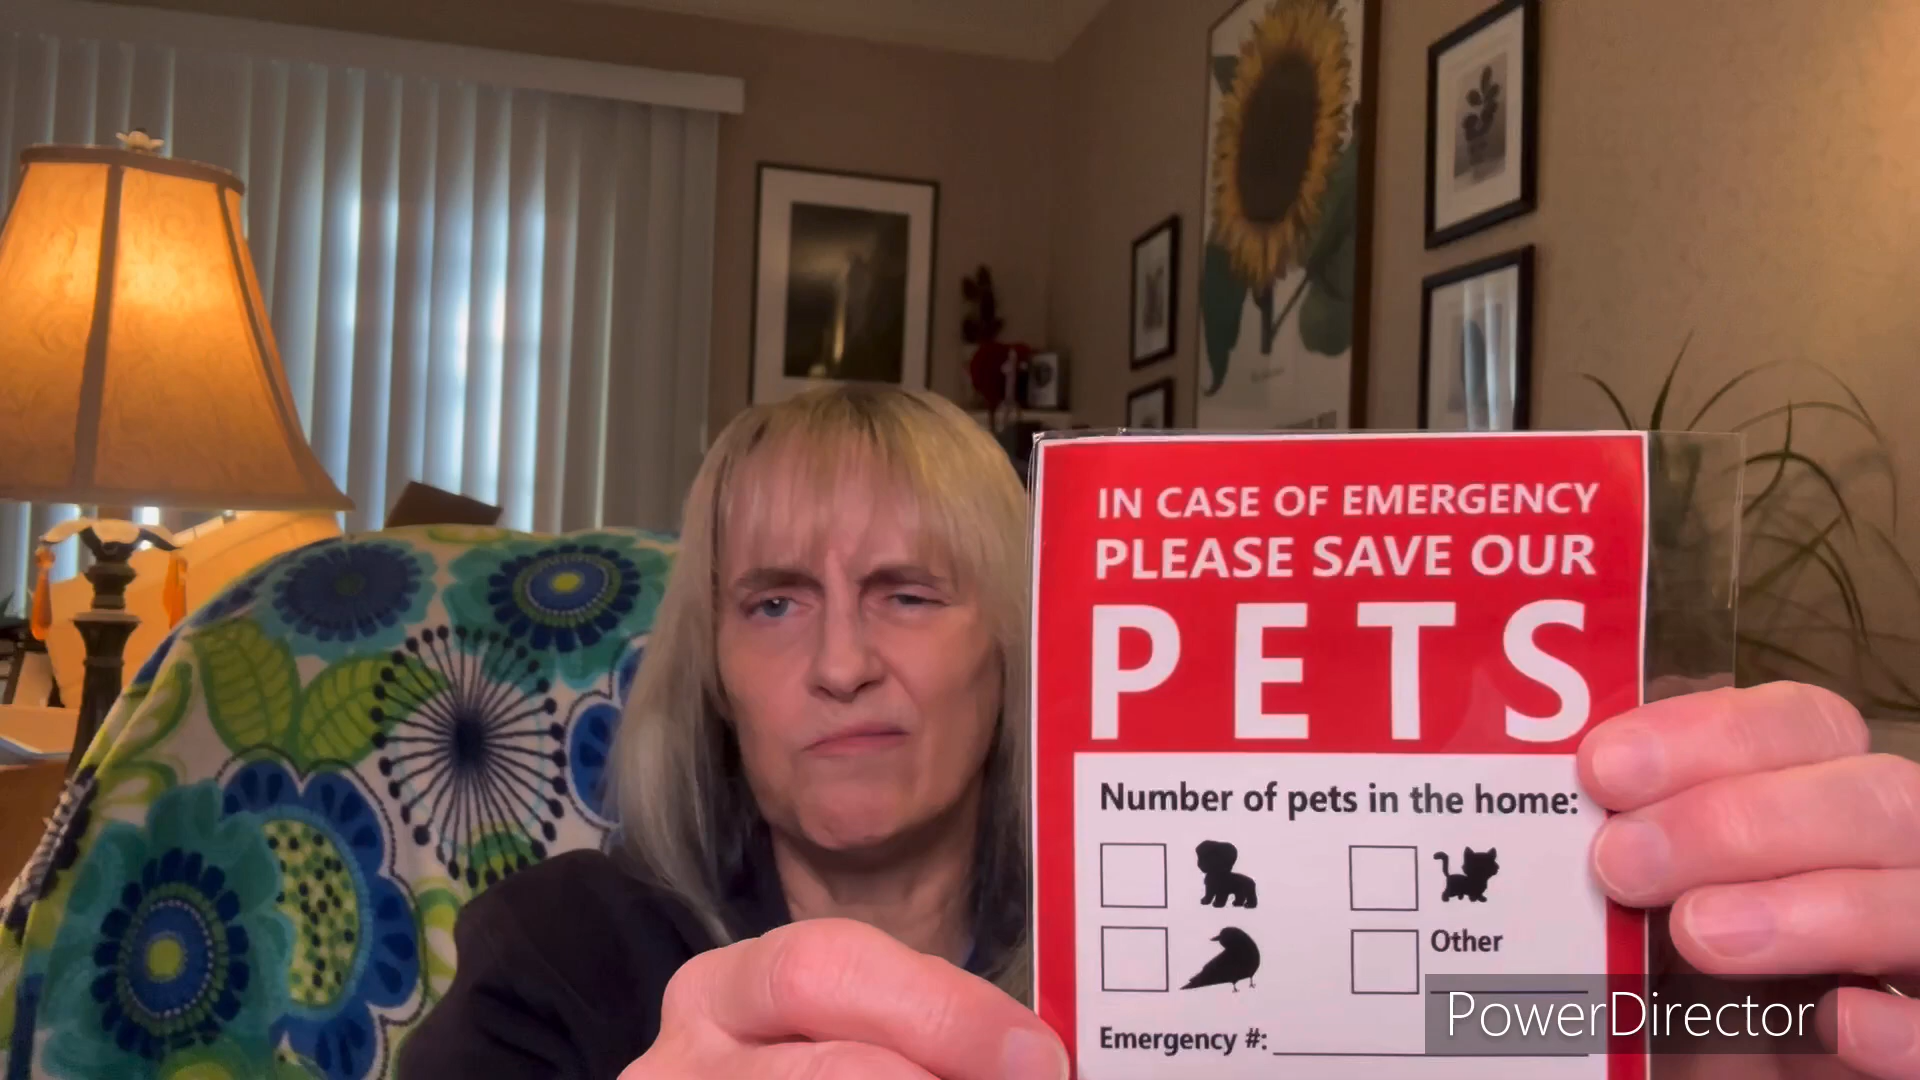 IN CASE OF EMERGENCY
PLEASE SAVE OUR
PETS
Number of pets in the home:
Other
Emergency #:
PowerDirector